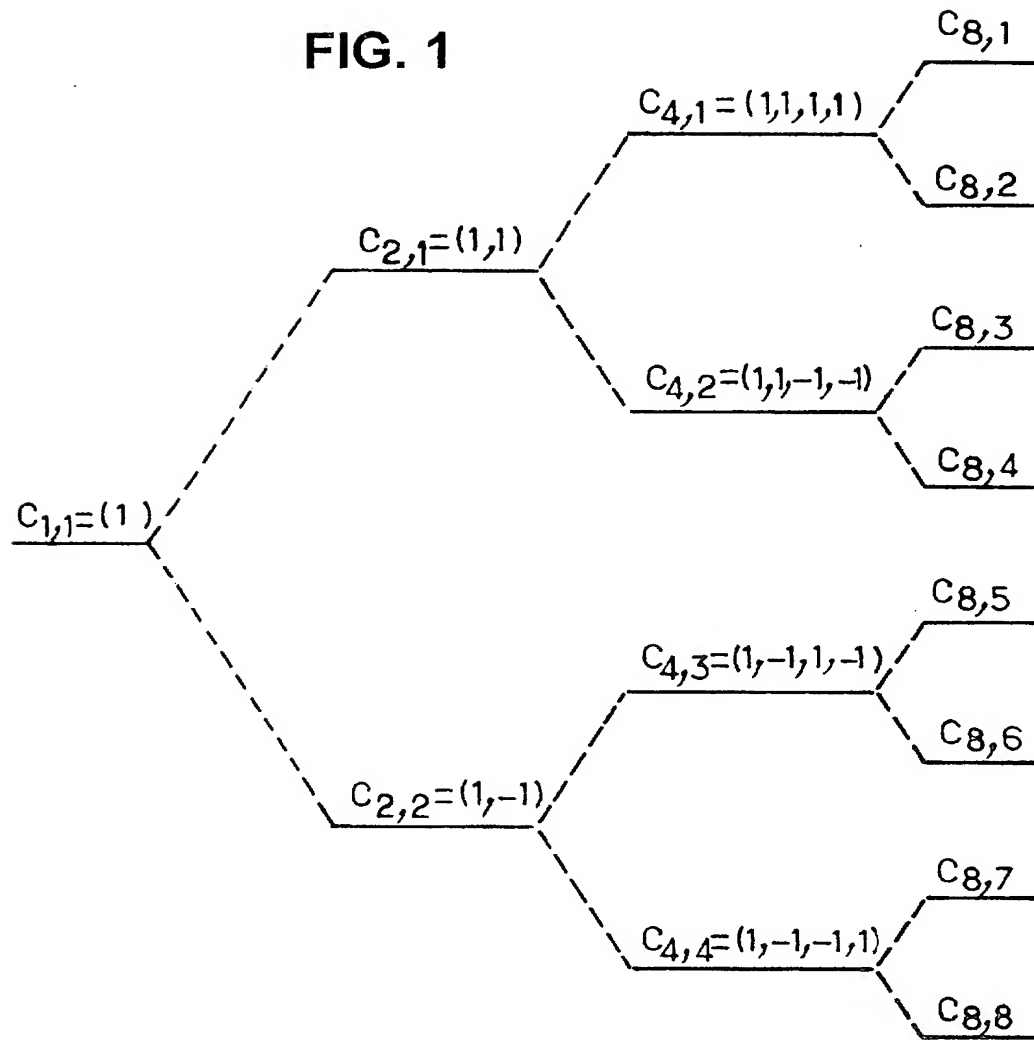 FIG. 1
C8,1
C4,1=(1,1,1,1)
C8,2
C2,1=(1,1)
C8,3
C4,2=(1,1,-1,-1)
C8,4
C1,1=(1)
C8,5
C4,3=(1,-1,1,-1)
C8,6
C2,2=(1,-1)
C8,7
C4,4=(1,-1,-1,1)
C8,8